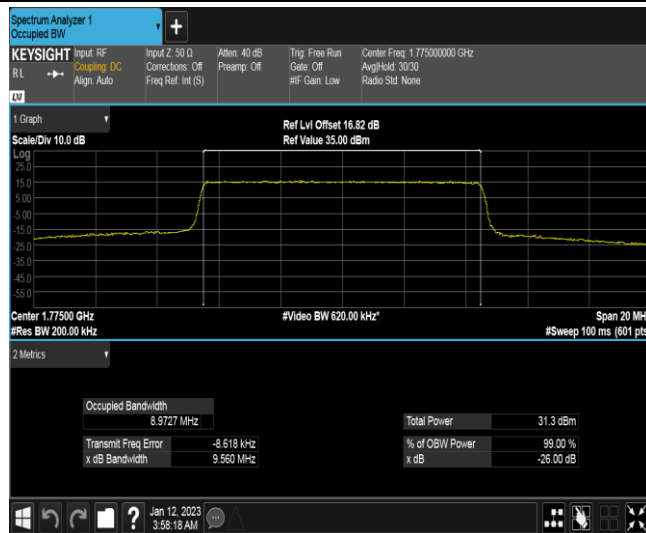 Spectrum Analyzer 1
Occupied BW
+
KEYSIGHT Input: RF Input Z: 50 Ω Atten: 40 dB Trig: Free Run Center Freq: 1.775000000 GHz
Coupling: DC Corrections: Off Preamp: Off Gate: Off Avg|Hold: 30/30
RL Align: Auto Freq Ref: Int (S) #IF Gain: Low Radio Std: None
LXI
1 Graph
Ref Lvl Offset 16.82 dB
Scale/Div 10.0 dB Ref Value 35.00 dBm
Log
25.0
15.0
5.00
-5.00
-15.0
-25.0
-35.0
-45.0
-55.0
Center 1.77500 GHz #Video BW 620.00 kHz* Span 20 MH
#Res BW 200.00 kHz #Sweep 100 ms (601 pts
2 Metrics
Occupied Bandwidth
8.9727 MHz Total Power 31.3 dBm
Transmit Freq Error -8.618 kHz % of OBW Power 99.00 %
x dB Bandwidth 9.560 MHz x dB -26.00 dB
? Jan 12, 2023
3:58:18 AM